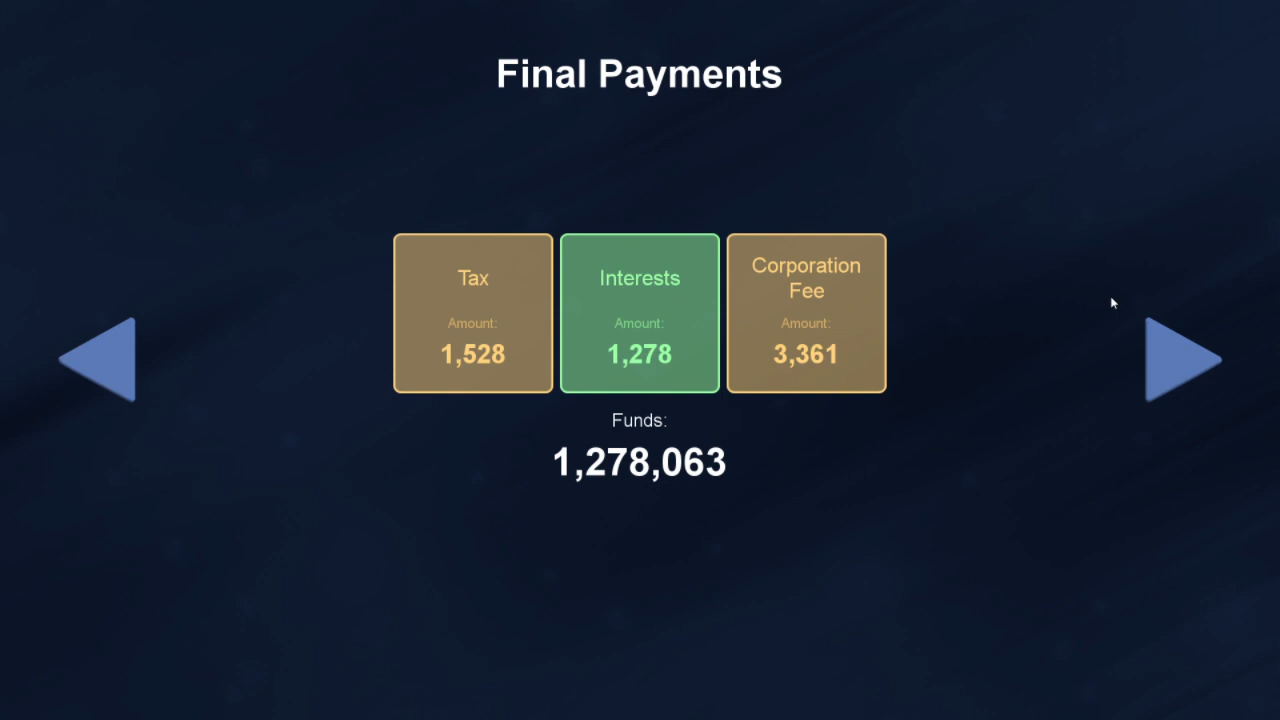 Final Payments
Tax
Amount:
1,528
Interests
Amount:
1,278
Corporation
Fee
Amount:
3,361
Funds:
1,278,063